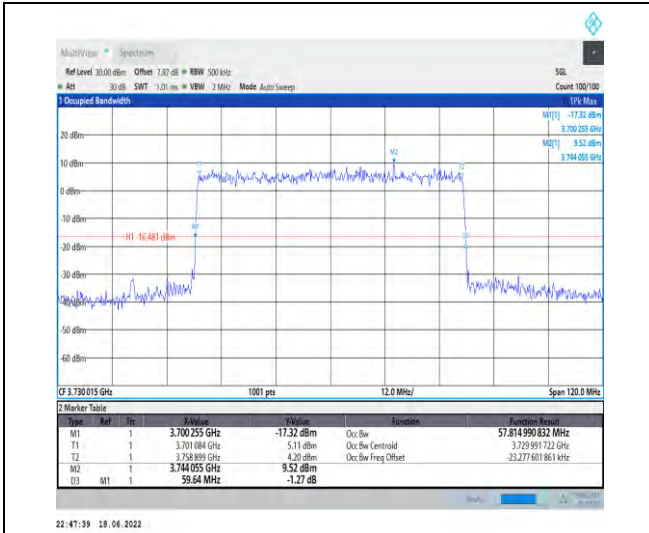 MultiView Spectrum
Ref Level 30.00 dBm Offset 7.87 dB RBW 500 kHz SGL
Att 30 dB SWT 1.01 ms VBW 2 MHz Mode Auto Sweep Count 100/100
1 Occupied Bandwidth 1Pk Max
M1[1] -17.32 dBm
3.700 255 GHz
M2[1] 9.52 dBm
3.744 055 GHz
20 dBm
M2
10 dBm
T1
T2
0 dBm
-10 dBm
M1
H1 -16.481 dBm
-20 dBm
-30 dBm
-40 dBm
-50 dBm
-60 dBm
CF 3.730 015 GHz 1001 pts 12.0 MHz/ Span 120.0 MHz
2 Marker Table
Type Ref Trc X-Value Y-Value Function Function Result
M1 1 3.700 255 GHz -17.32 dBm Occ Bw 57.814 990 832 MHz
T1 1 3.701 084 GHz 5.11 dBm Occ Bw Centroid 3.729 991 722 GHz
T2 1 3.758 899 GHz 4.20 dBm Occ Bw Freq Offset -23.277 601 861 kHz
M2 1 3.744 055 GHz 9.52 dBm
D3 M1 1 59.64 MHz -1.27 dB
22:47:39 18.06.2022